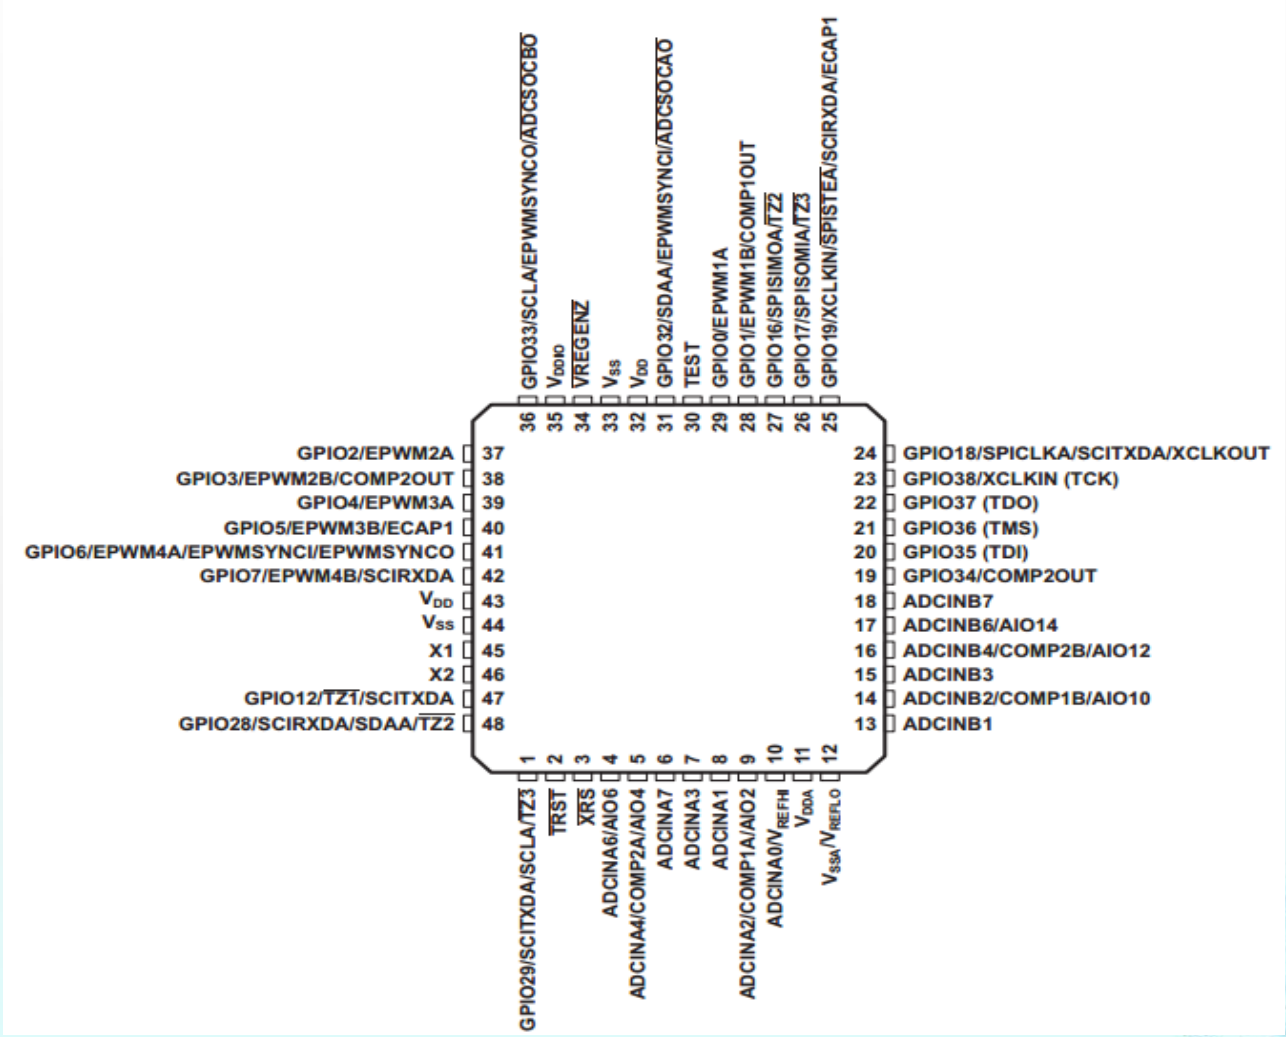 GPIO33/SCLA/EPWMSYNCO/ADCSOCBO
VDDIO
VREGENZ
VSS
VDD
GPIO32/SDAA/EPWMSYNCI/ADCSOCAO
TEST
GPIO0/EPWM1A
GPIO1/EPWM1B/COMP1OUT
GPIO16/SPISIMOA/TZ2
GPIO17/SPISOMIA/TZ3
GPIO19/XCLKIN/SPISTEA/SCIRXDA/ECAP1
36
35
34
33
32
31
30
29
28
27
26
25
GPIO2/EPWM2A 37
GPIO3/EPWM2B/COMP2OUT 38
GPIO4/EPWM3A 39
GPIO5/EPWM3B/ECAP1 40
GPIO6/EPWM4A/EPWMSYNCI/EPWMSYNCO 41
GPIO7/EPWM4B/SCIRXDA 42
VDD 43
VSS 44
X1 45
X2 46
GPIO12/TZ1/SCITXDA 47
GPIO28/SCIRXDA/SDAA/TZ2 48
24 GPIO18/SPICLKA/SCITXDA/XCLKOUT
23 GPIO38/XCLKIN (TCK)
22 GPIO37 (TDO)
21 GPIO36 (TMS)
20 GPIO35 (TDI)
19 GPIO34/COMP2OUT
18 ADCINB7
17 ADCINB6/AIO14
16 ADCINB4/COMP2B/AIO12
15 ADCINB3
14 ADCINB2/COMP1B/AIO10
13 ADCINB1
1
2
3
4
5
6
7
8
9
10
11
12
GPIO29/SCITXDA/SCLA/TZ3
TRST
XRS
ADCINA6/AIO6
ADCINA4/COMP2A/AIO4
ADCINA7
ADCINA3
ADCINA1
ADCINA2/COMP1A/AIO2
ADCINA0/VREFHI
VDDA
VSSA/VREFLO